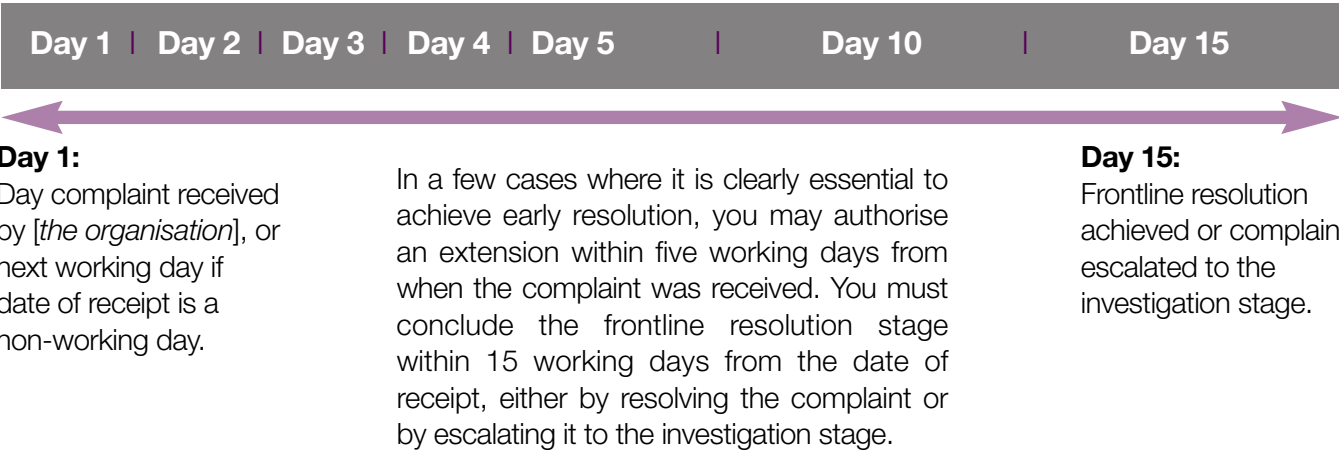 Day 1 | Day 2 | Day 3 | Day 4 | Day 5 | Day 10 | Day 15
Day 1:
Day complaint received
by [the organisation], or
next working day if
date of receipt is a
non-working day.
In a few cases where it is clearly essential to
achieve early resolution, you may authorise
an extension within five working days from
when the complaint was received. You must
conclude the frontline resolution stage
within 15 working days from the date of
receipt, either by resolving the complaint or
by escalating it to the investigation stage.
Day 15:
Frontline resolution
achieved or complain
escalated to the
investigation stage.